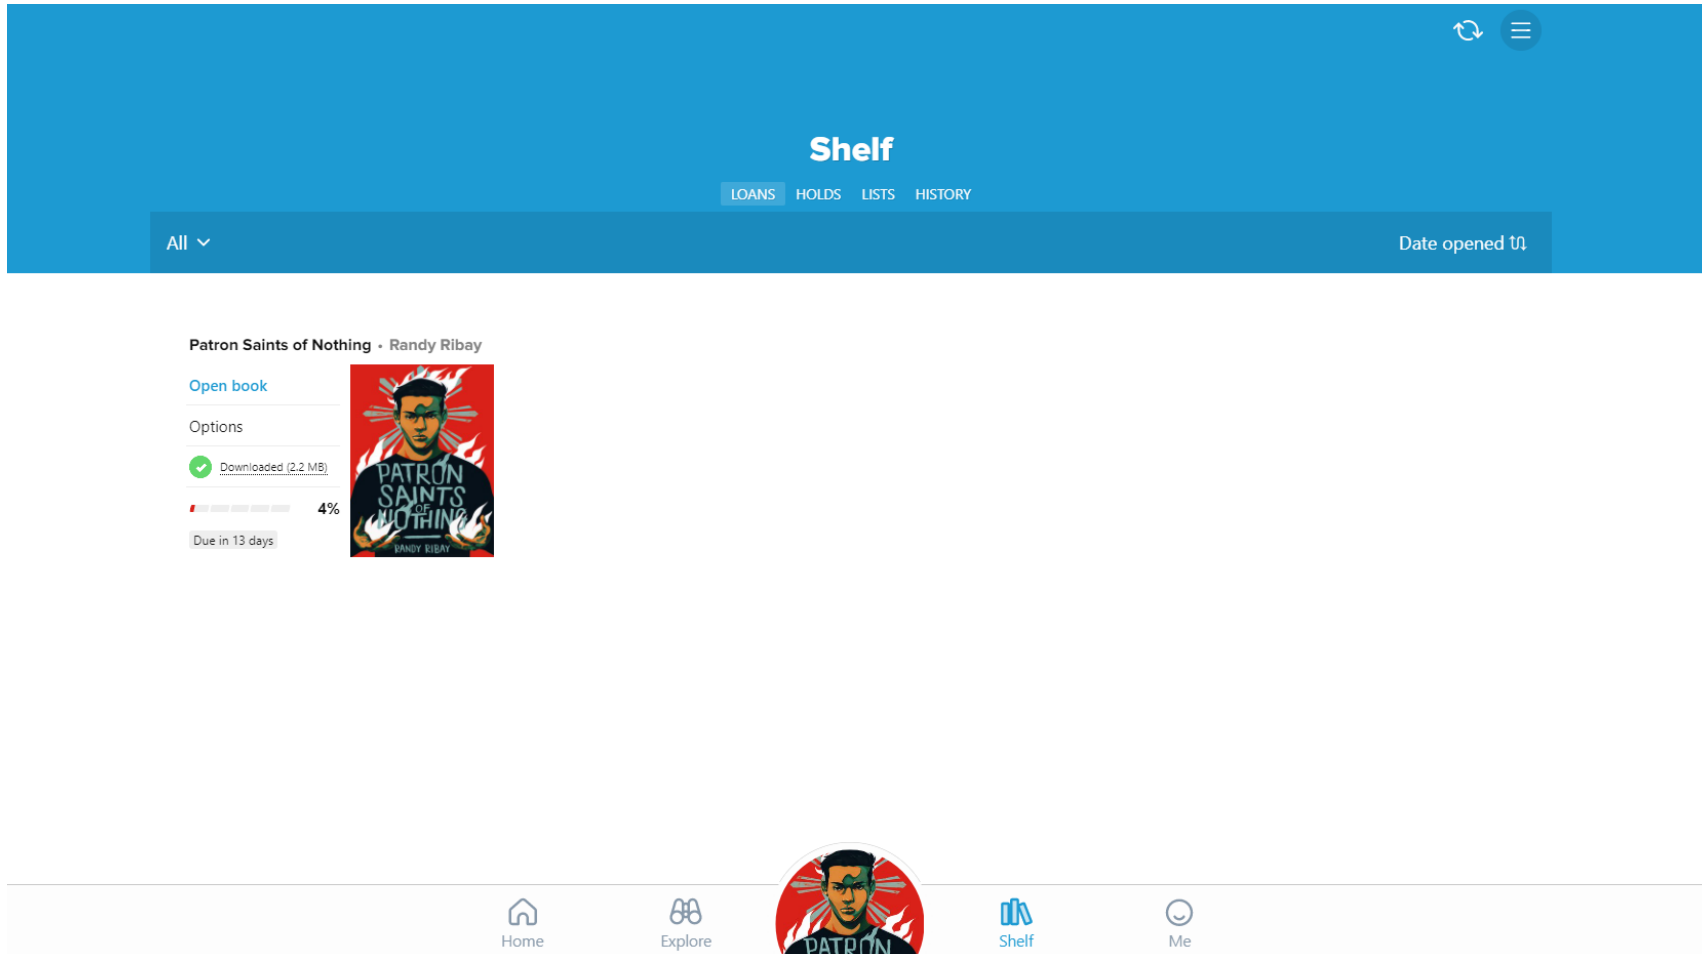 Shelf
LOANS HOLDS LISTS HISTORY
All Date opened
Patron Saints of Nothing • Randy Ribay
Open book
Options
Downloaded (2.2 MB)
4%
Due in 13 days
PATRON
SAINTS
OF
NOTHING
RANDY RIBAY
PATRON
Home Explore Shelf Me